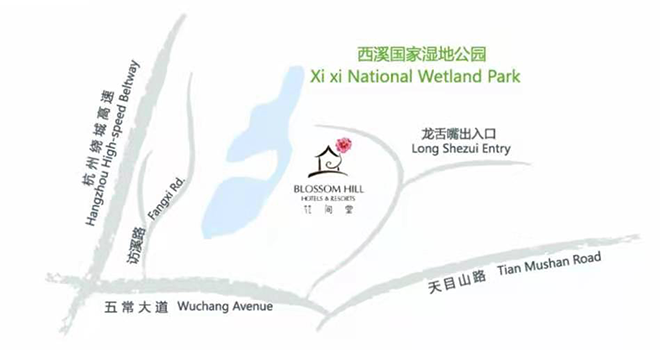 西溪国家湿地公园
Xi xi National Wetland Park
杭州绕城高速
Hangzhou High-speed Beltway
龙舌嘴出入口
Long Shezui Entry
BLOSSOM HILL
HOTELS & RESORTS
花间堂
访溪路 Fangxi Rd.
天目山路 Tian Mushan Road
五常大道 Wuchang Avenue